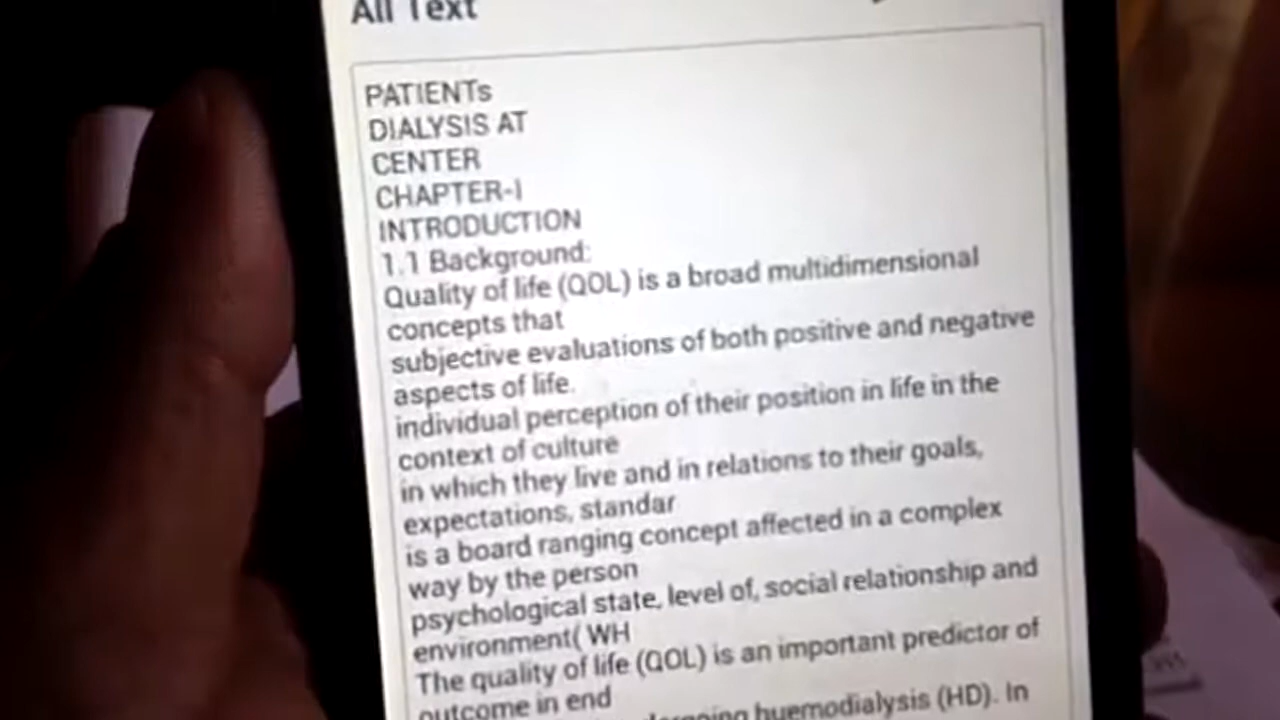 All Text
PATIENTs
DIALYSIS AT
CENTER
CHAPTER-I
INTRODUCTION
1.1 Background:
Quality of life (QOL) is a broad multidimensional
concepts that
subjective evaluations of both positive and negative
aspects of life.
individual perception of their position in life in the
context of culture
in which they live and in relations to their goals,
expectations, standar
is a board ranging concept affected in a complex
way by the person
psychological state, level of, social relationship and
environment( WH
The quality of life (QOL) is an important predictor of
outcome in end
huemodialysis (HD). In